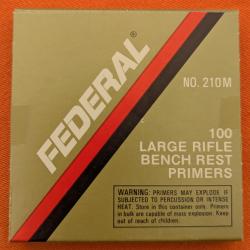 FEDERAL®
NO. 210M
100
LARGE RIFLE
BENCH REST
PRIMERS
WARNING: PRIMERS MAY EXPLODE IF
SUBJECTED TO PERCUSSION OR INTENSE
HEAT. Store in this container only. Primers
in bulk are capable of mass explosion. Keep
out of reach of children.